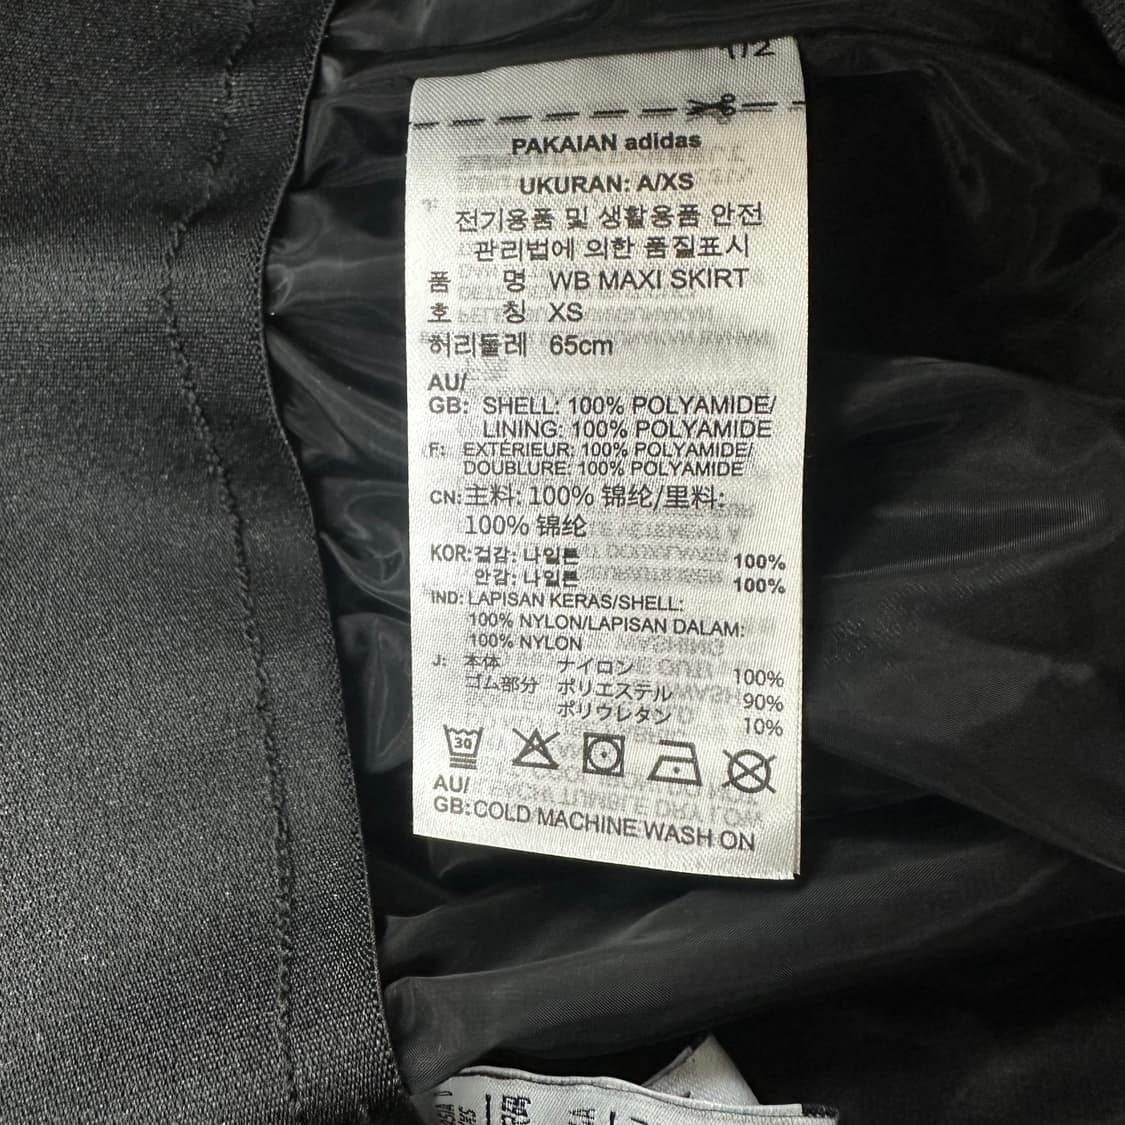 1/2
PAKAIAN adidas
UKURAN: A/XS
전기용품 및 생활용품 안전
관리법에 의한 품질표시
품 명 WB MAXI SKIRT
호 칭 XS
허리둘레 65cm
AU/
GB: SHELL: 100% POLYAMIDE/
LINING: 100% POLYAMIDE
F: EXTERIEUR: 100% POLYAMIDE/
DOUBLURE: 100% POLYAMIDE
CN: 主料: 100% 锦纶/里料:
100% 锦纶
KOR: 겉감: 나일론 100%
안감: 나일론 100%
IND: LAPISAN KERAS/SHELL:
100% NYLON/LAPISAN DALAM:
100% NYLON
J: 本体 ナイロン 100%
ゴム部分 ポリエステル 90%
ポリウレタン 10%
30
AU/
GB: COLD MACHINE WASH ON